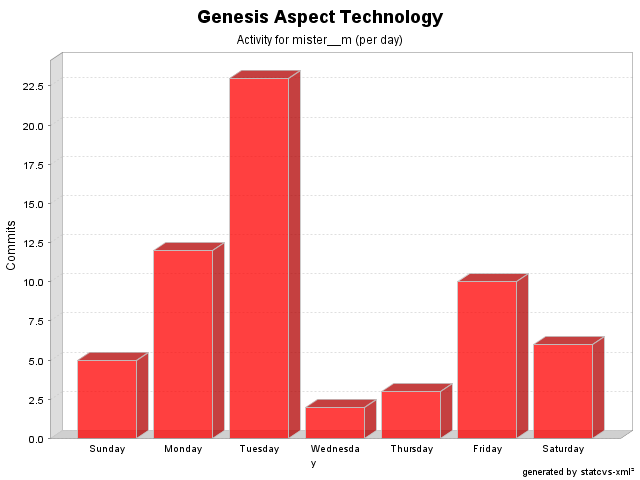 Genesis Aspect Technology
Activity for mister__m (per day)
Commits
22.5
20.0
17.5
15.0
12.5
10.0
7.5
5.0
2.5
0.0
Sunday Monday Tuesday Wednesda Thursday Friday Saturday
y
generated by statcvs-xml²